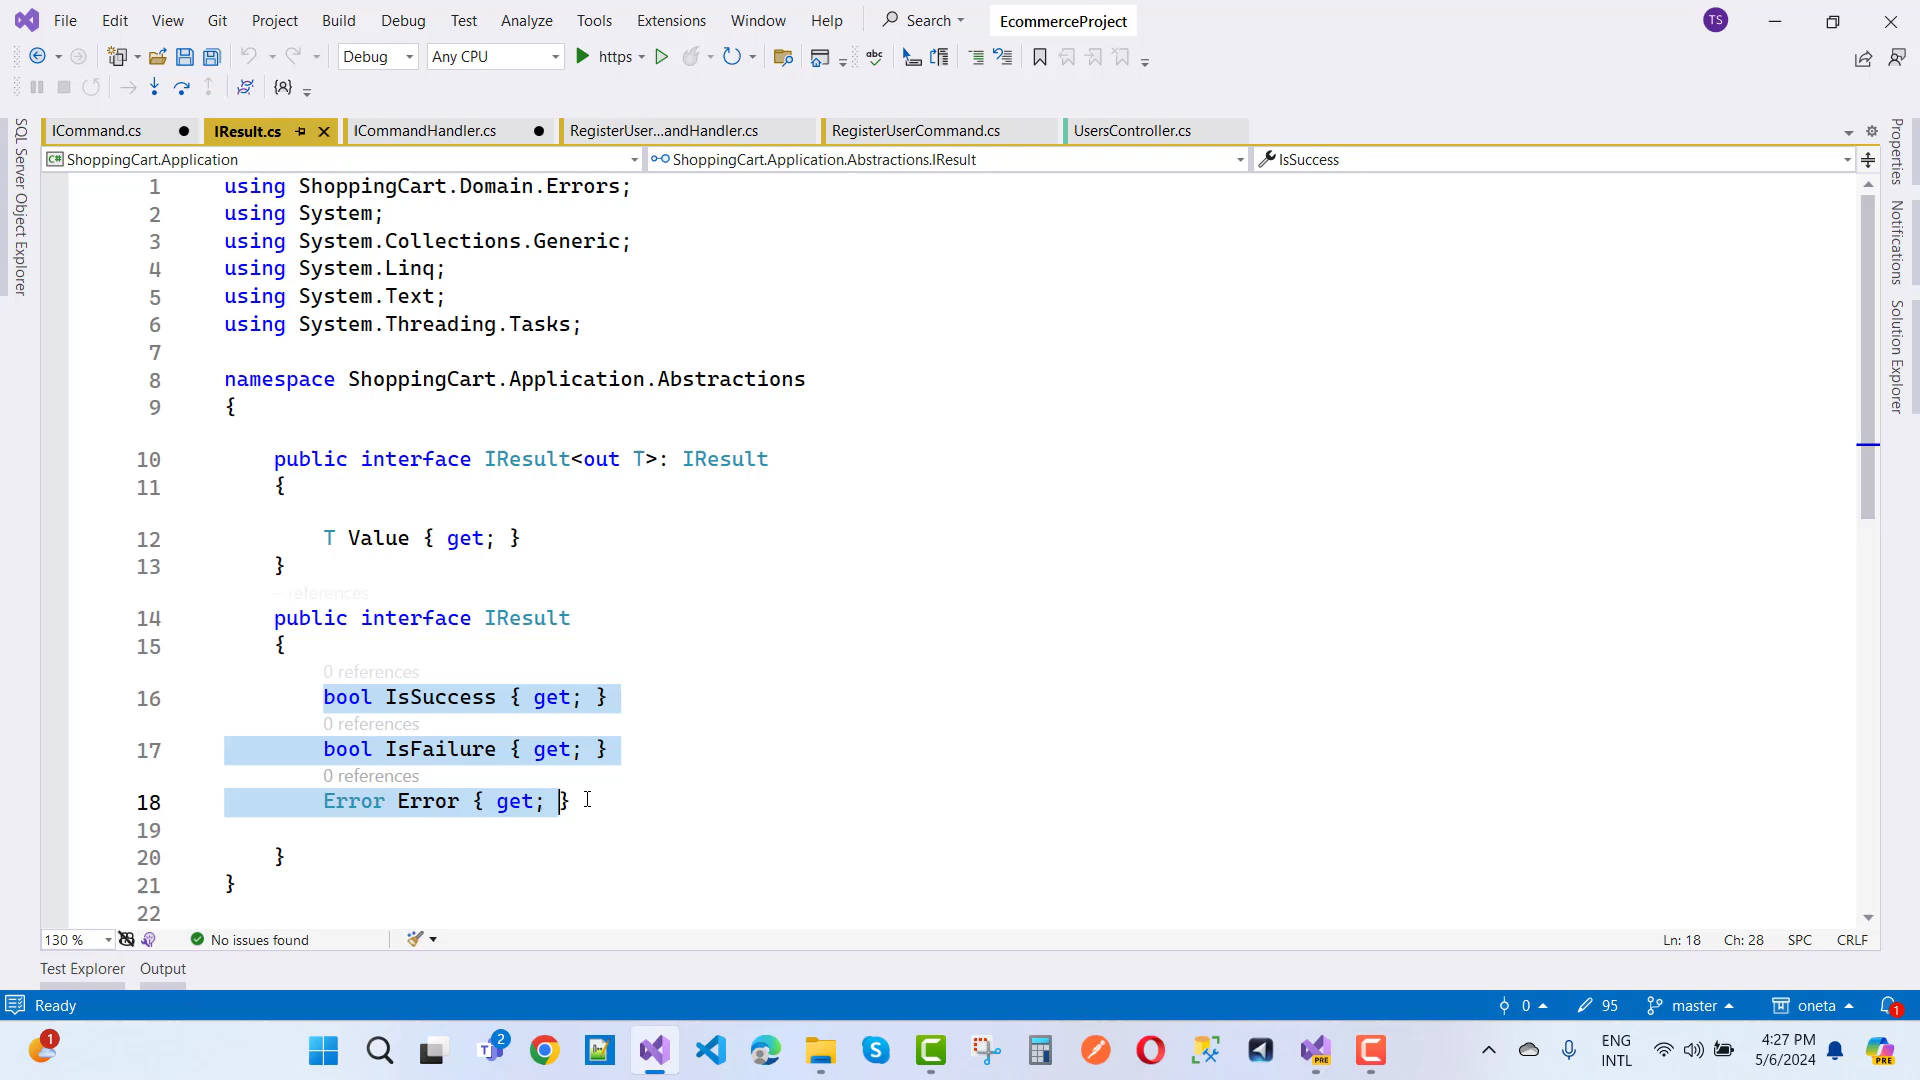 File Edit View Git Project Build Debug Test Analyze Tools Extensions Window Help Search EcommerceProject TS
Debug Any CPU https
ICommand.cs IResult.cs ICommandHandler.cs RegisterUser...andHandler.cs RegisterUserCommand.cs UsersController.cs
ShoppingCart.Application ShoppingCart.Application.Abstractions.IResult IsSuccess
SQL Server Object Explorer
Properties
Notifications
Solution Explorer
1 using ShoppingCart.Domain.Errors;
2 using System;
3 using System.Collections.Generic;
4 using System.Linq;
5 using System.Text;
6 using System.Threading.Tasks;
7
8 namespace ShoppingCart.Application.Abstractions
9 {
10 public interface IResult<out T>: IResult
11 {
12 T Value { get; }
13 }
-- references
14 public interface IResult
15 {
0 references
16 bool IsSuccess { get; }
0 references
17 bool IsFailure { get; }
0 references
18 Error Error { get; }
19
20 }
21 }
22
130 % No issues found Ln: 18 Ch: 28 SPC CRLF
Test Explorer Output
Ready 0 95 master oneta 1
1 2 PRE ENG INTL 4:27 PM 5/6/2024 PRE